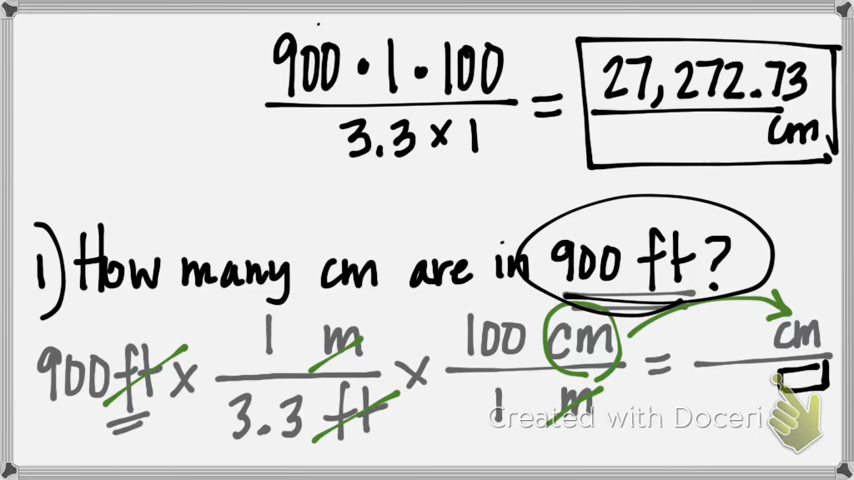 900 · 1 · 100
3.3 × 1
=
27,272.73
cm
1) How many cm are in 900 ft?
900 ft × 1 m × 100 cm = cm
3.3 ft 1 m
Created with Doceri